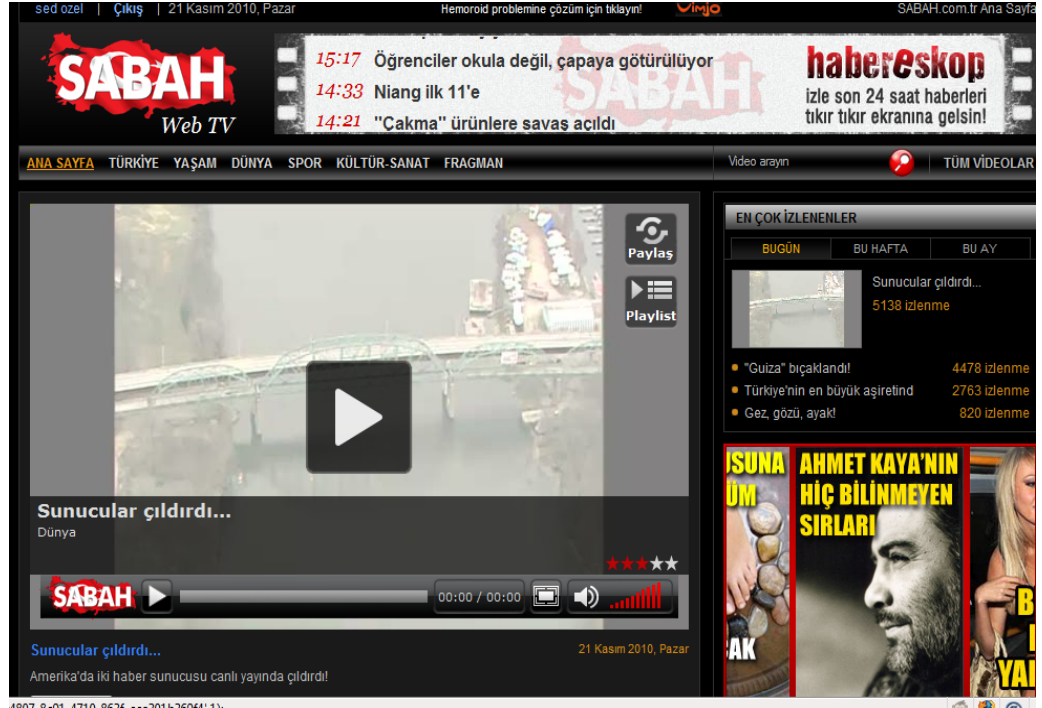 sed ozel | Çıkış | 21 Kasım 2010, Pazar
Hemoroid problemine çözüm için tıklayın!
Vimjo
SABAH.com.tr Ana Sayfa
SABAH
Web TV
15:17 Öğrenciler okula değil, çapaya götürülüyor
14:33 Niang ilk 11'e
14:21 "Çakma" ürünlere savaş açıldı
SABAH
habereskop
izle son 24 saat haberleri
tıkır tıkır ekranına gelsin!
ANA SAYFA TÜRKİYE YAŞAM DÜNYA SPOR KÜLTÜR-SANAT FRAGMAN
Video arayın
TÜM VİDEOLAR
Paylaş
Playlist
Sunucular çıldırdı...
Dünya
SABAH
00:00 / 00:00
Sunucular çıldırdı...
21 Kasım 2010, Pazar
Amerika'da iki haber sunucusu canlı yayında çıldırdı!
EN ÇOK İZLENENLER
BUGÜN BU HAFTA BU AY
Sunucular çıldırdı...
5138 izlenme
"Guiza" bıçaklandı! 4478 izlenme
Türkiye'nin en büyük aşiretind 2763 izlenme
Gez, gözü, ayak! 820 izlenme
USUNA
ÜM
AK
AHMET KAYA'NIN
HİÇ BİLİNMEYEN
SIRLARI
B
YAI